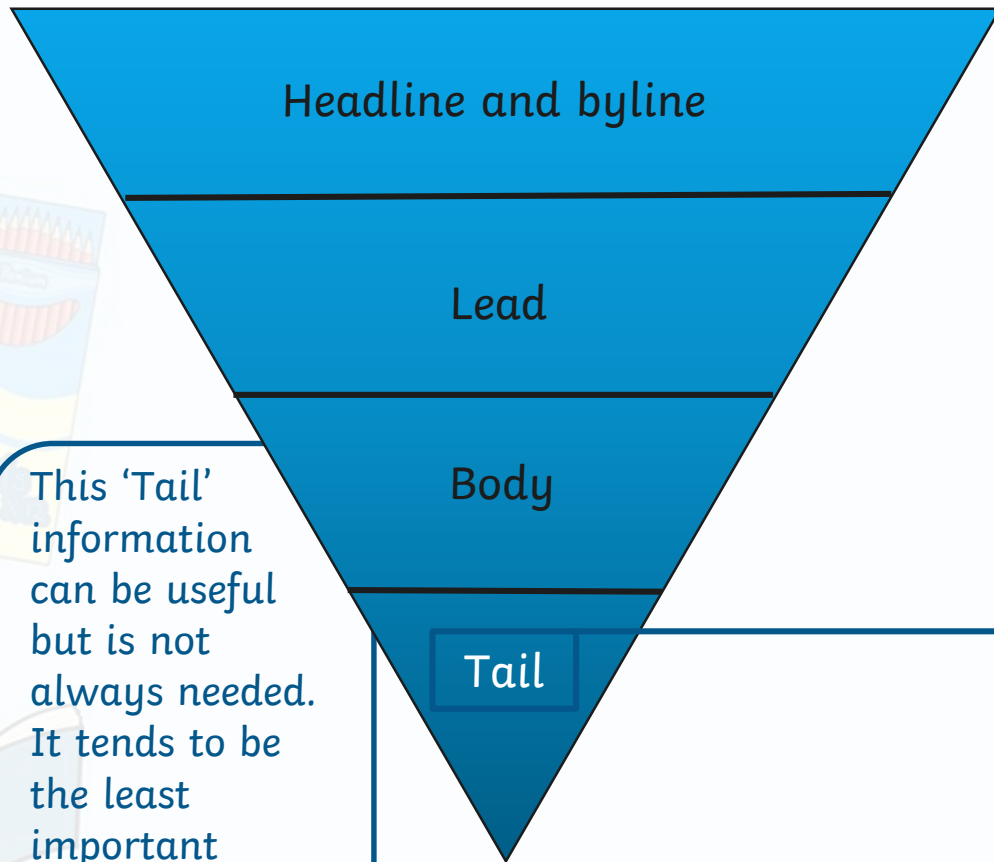 Headline and byline
Lead
Body
Tail
This ‘Tail’
information
can be useful
but is not
always needed.
It tends to be
the least
important